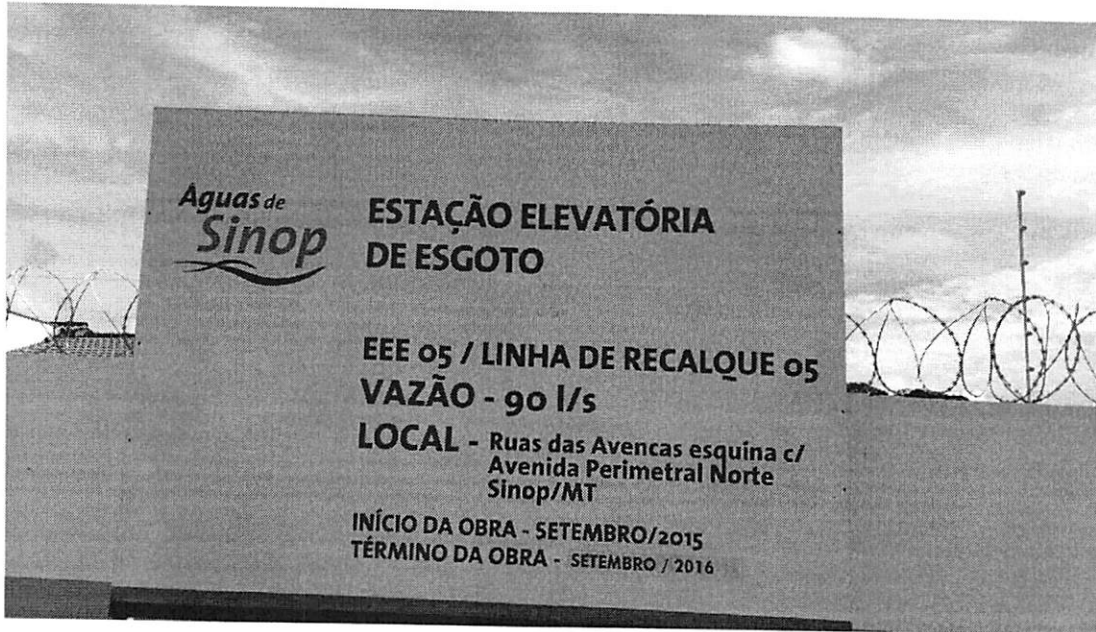 Águas de
Sinop
ESTAÇÃO ELEVATÓRIA
DE ESGOTO
EEE 05 / LINHA DE RECALQUE 05
VAZÃO - 90 l/s
LOCAL - Ruas das Avencas esquina c/
Avenida Perimetral Norte
Sinop/MT
INÍCIO DA OBRA - SETEMBRO/2015
TÉRMINO DA OBRA - SETEMBRO / 2016